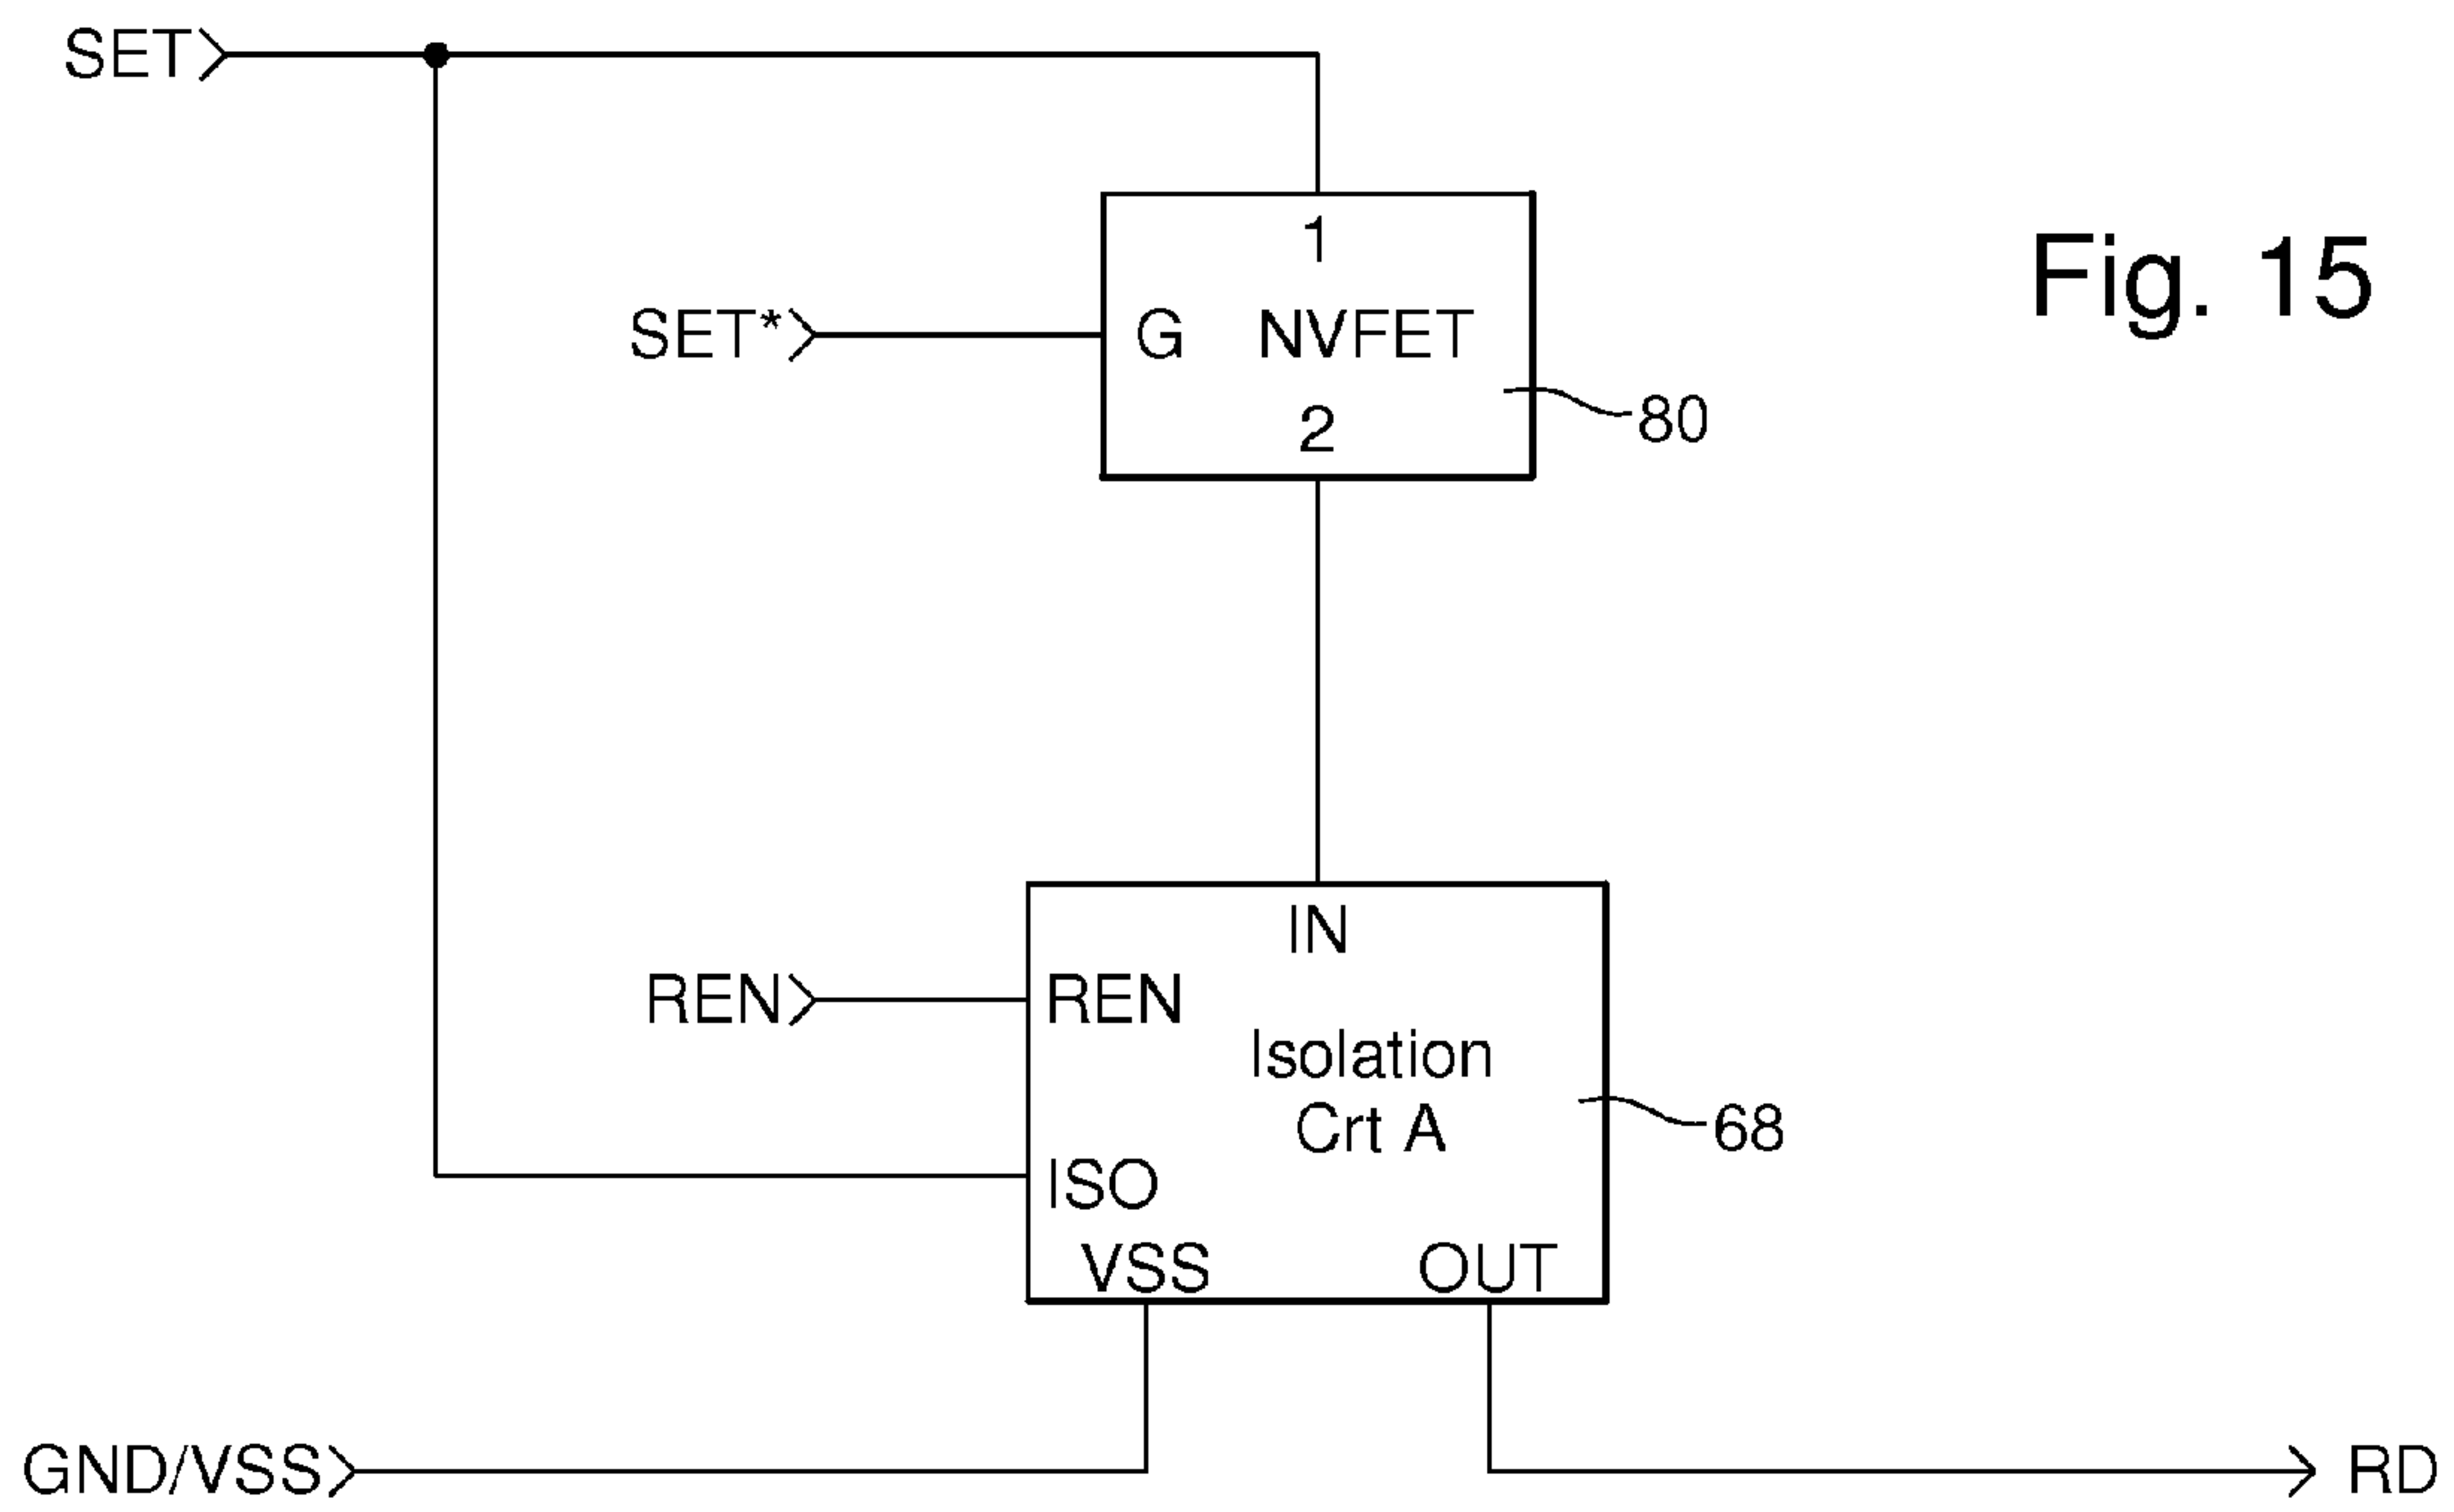 SET
1
Fig. 15
SET*
G NVFET
80
2
IN
REN
REN
Isolation
Crt A
68
ISO
VSS
OUT
GND/VSS
RD